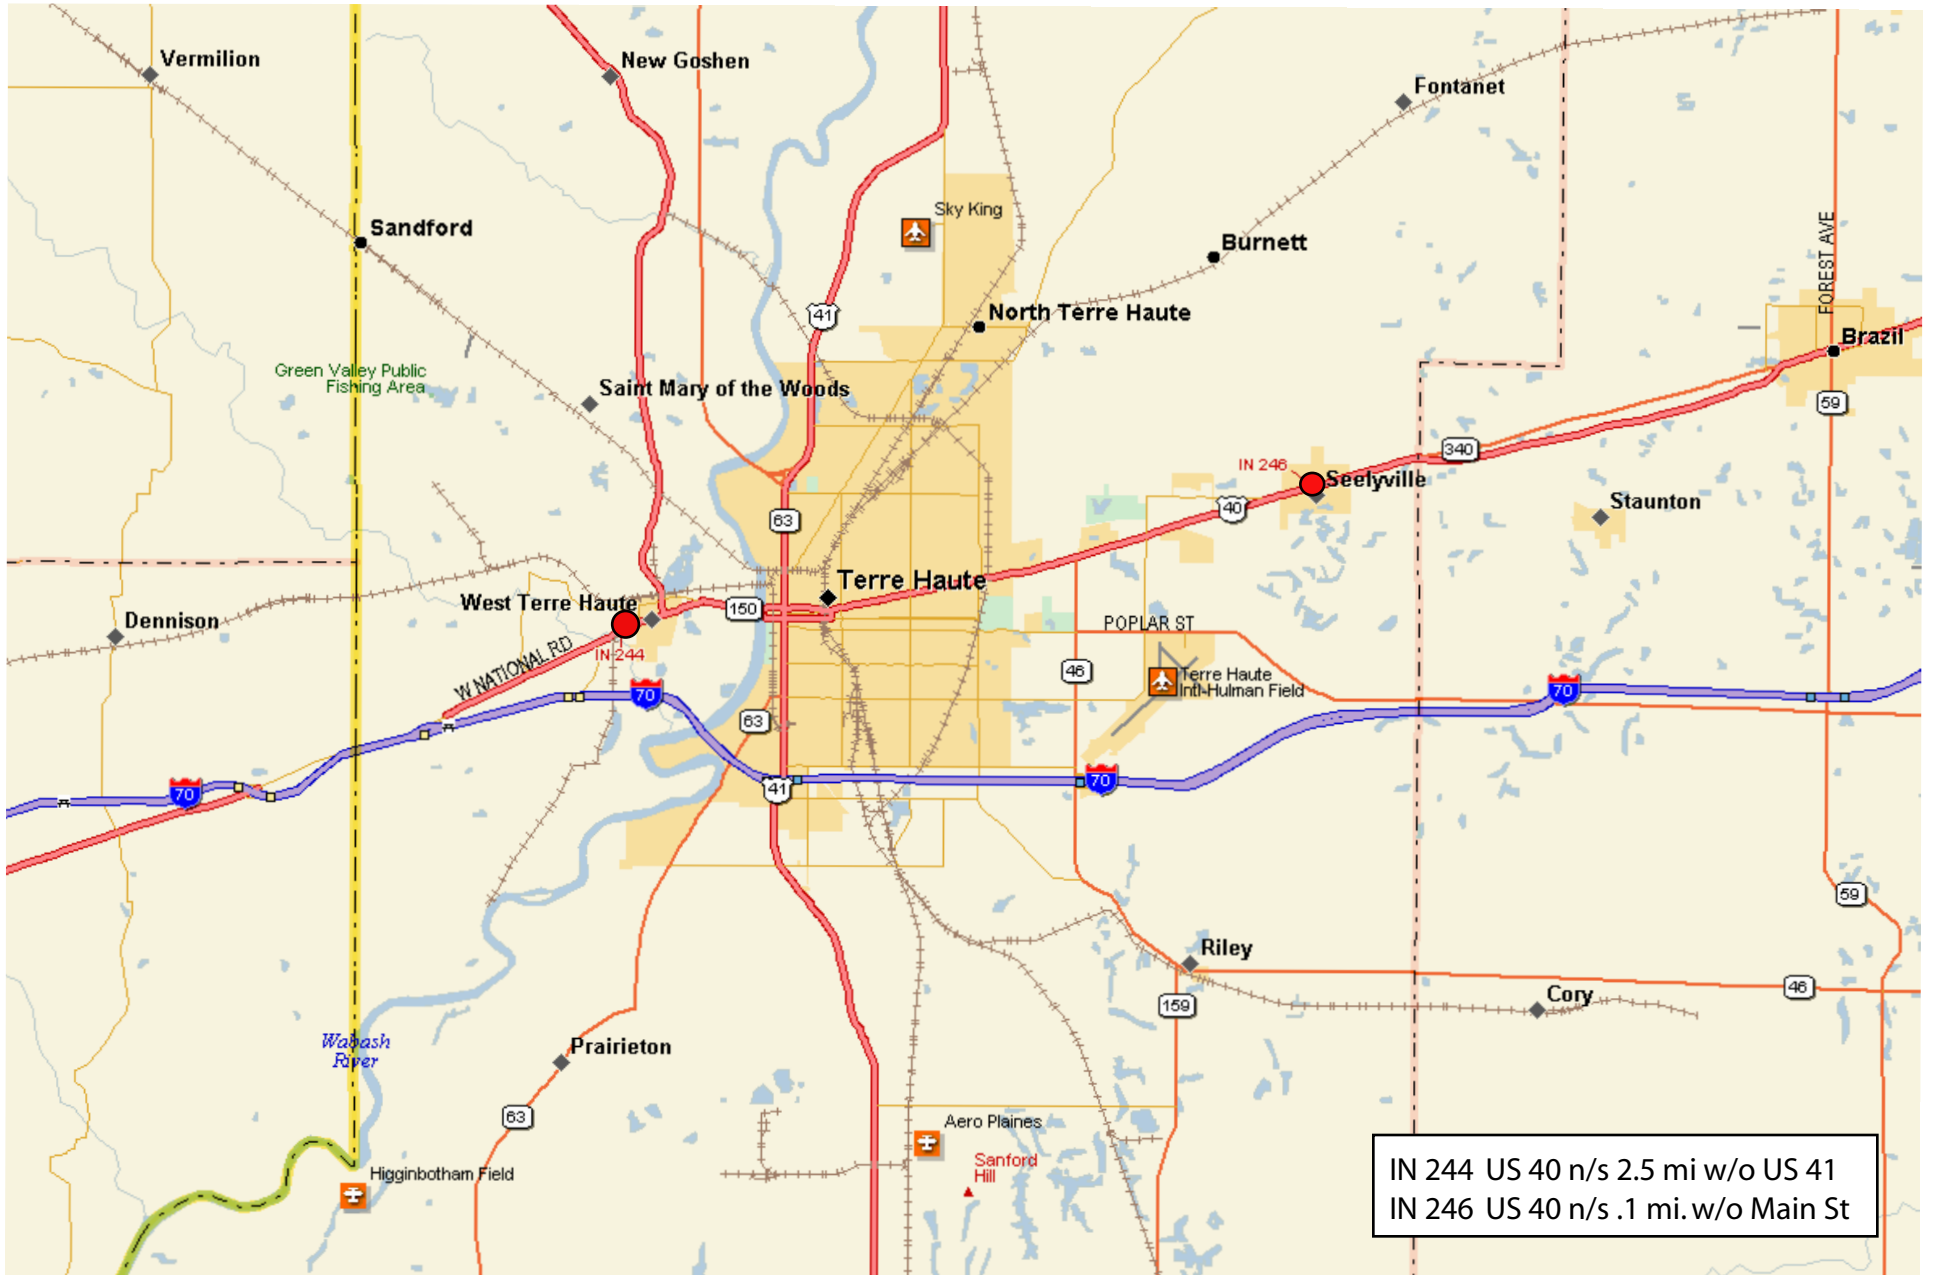 Vermilion
New Goshen
Fontanet
Sky King
Sandford
Burnett
FOREST AVE
41
North Terre Haute
Brazil
Green Valley Public
Fishing Area
Saint Mary of the Woods
59
340
IN 246
Seelyville
40
Staunton
63
Terre Haute
West Terre Haute
150
Dennison
POPLAR ST
IN 244
W NATIONAL RD
46
Terre Haute
Intl-Hulman Field
70
70
63
70
70
41
59
Riley
Cory
46
159
Wabash
River
Prairieton
63
Aero Plaines
Sanford
Hill
Higginbotham Field
IN 244 US 40 n/s 2.5 mi w/o US 41
IN 246 US 40 n/s .1 mi. w/o Main St